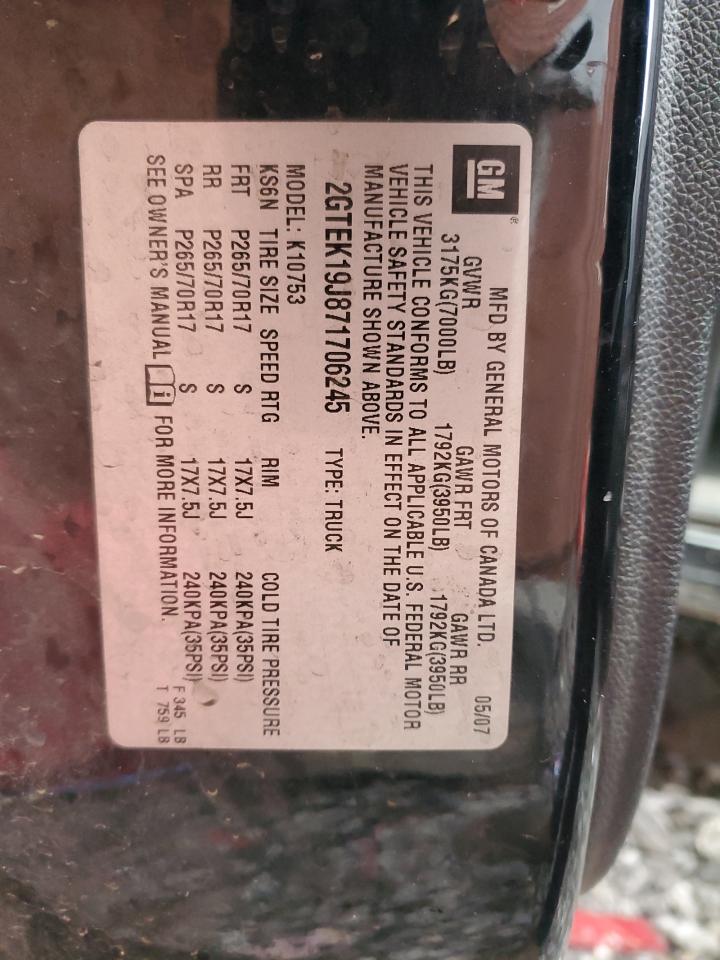 GM®
MFD BY GENERAL MOTORS OF CANADA LTD.
05/07
GVWR GAWR FRT GAWR RR
3175KG(7000LB) 1792KG(3950LB) 1792KG(3950LB)
THIS VEHICLE CONFORMS TO ALL APPLICABLE U.S. FEDERAL MOTOR
VEHICLE SAFETY STANDARDS IN EFFECT ON THE DATE OF
MANUFACTURE SHOWN ABOVE.
2GTEK19J871706245 TYPE: TRUCK
MODEL: K10753
KS6N TIRE SIZE SPEED RTG RIM COLD TIRE PRESSURE
FRT P265/70R17 S 17X7.5J 240KPA(35PSI)
RR P265/70R17 S 17X7.5J 240KPA(35PSI)
SPA P265/70R17 S 17X7.5J 240KPA(35PSI)
SEE OWNER'S MANUAL FOR MORE INFORMATION.
F 345 LB
T 759 LB